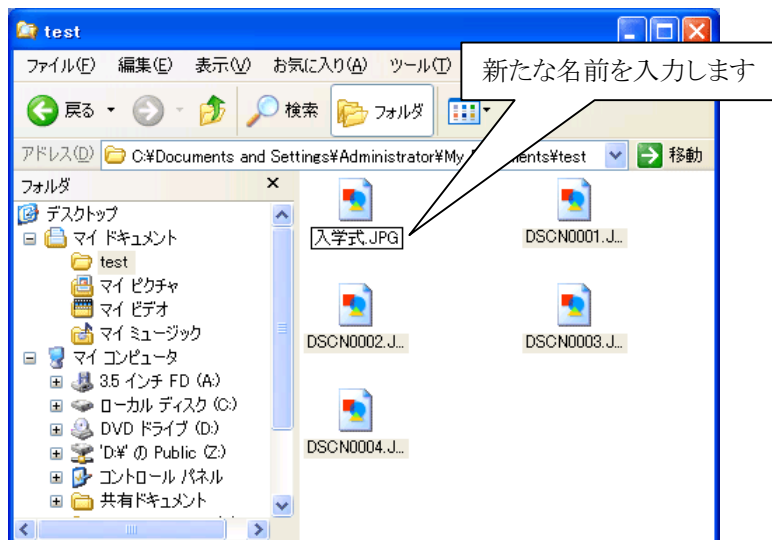 test
ファイル(F) 編集(E) 表示(V) お気に入り(A) ツール(T)
新たな名前を入力します
戻る 検索 フォルダ
アドレス(D) C:¥Documents and Settings¥Administrator¥My ents¥test 移動
フォルダ
デスクトップ
マイ ドキュメント
test
マイ ピクチャ
マイ ビデオ
マイ ミュージック
マイ コンピュータ
3.5 インチ FD (A:)
ローカル ディスク (C:)
DVD ドライブ (D:)
'D:¥' の Public (Z:)
コントロール パネル
共有ドキュメント
入学式.JPG
DSCN0001.J...
DSCN0002.J...
DSCN0003.J...
DSCN0004.J...